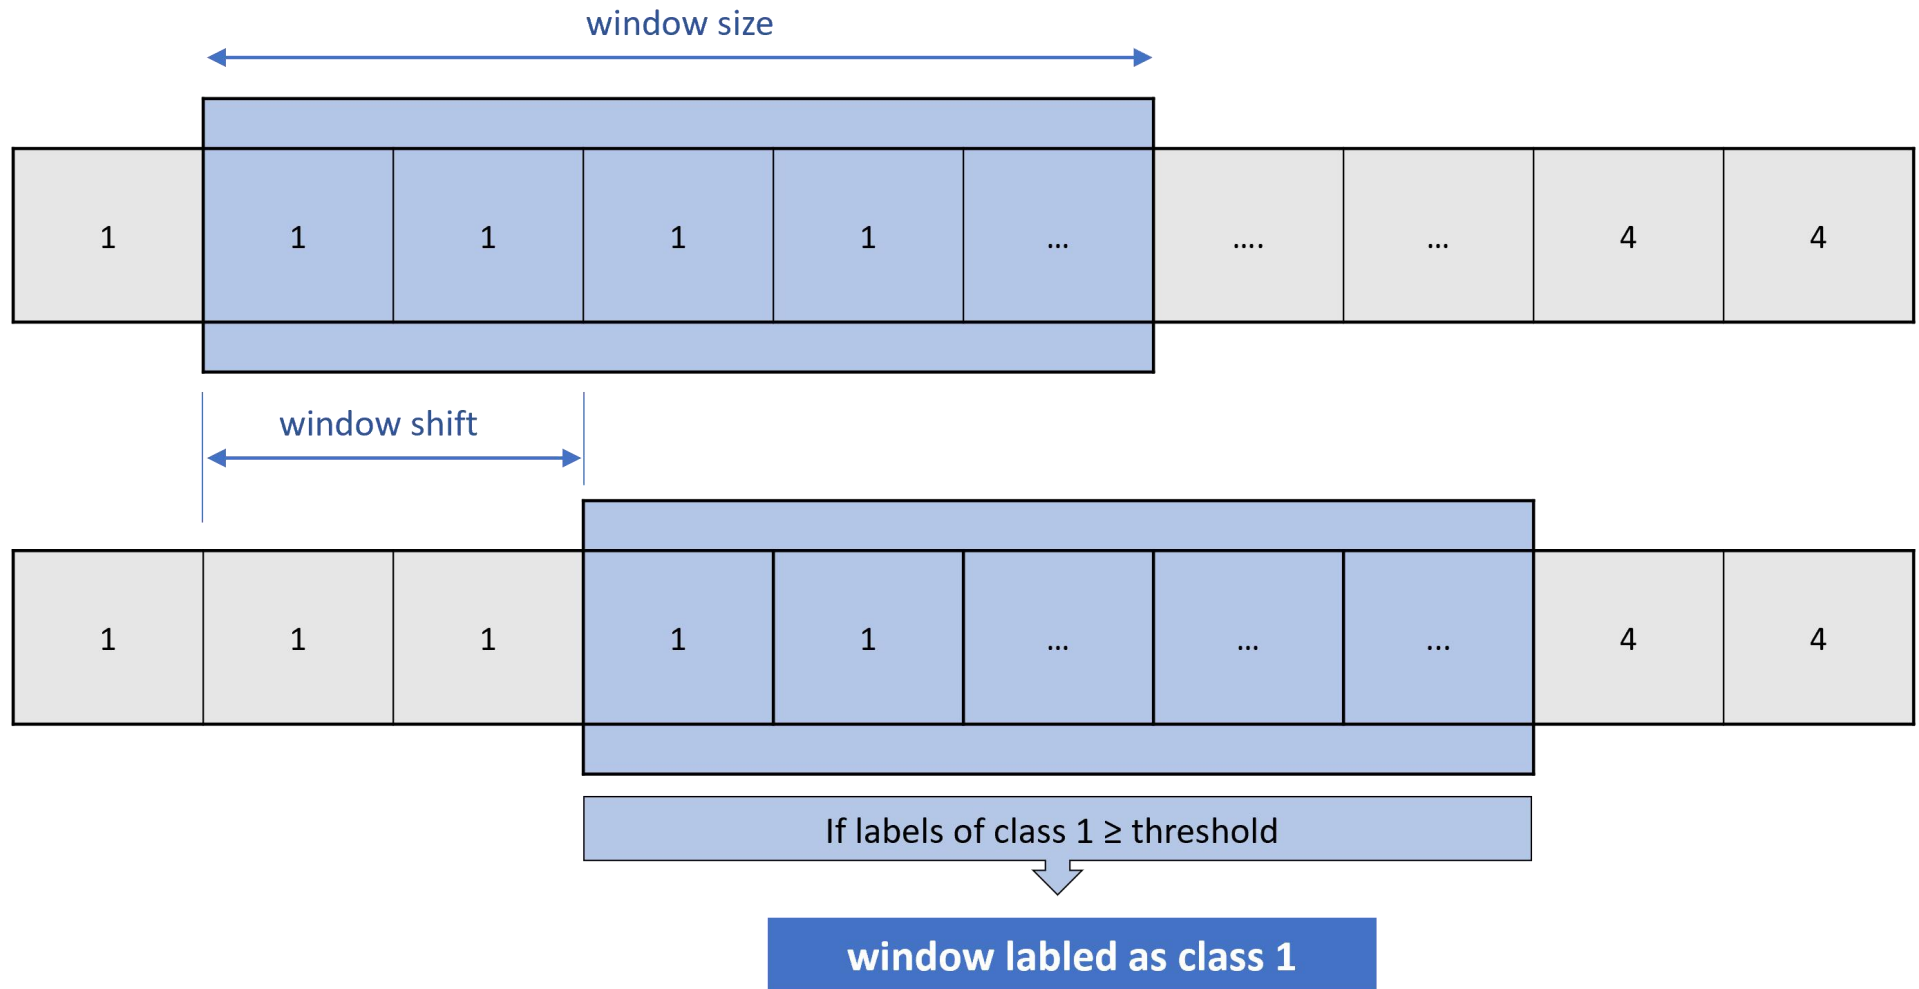 window size
1 1 1 1 1 ... .... ... 4 4
window shift
1 1 1 1 1 ... ... ... 4 4
If labels of class 1 ≥ threshold
window labled as class 1